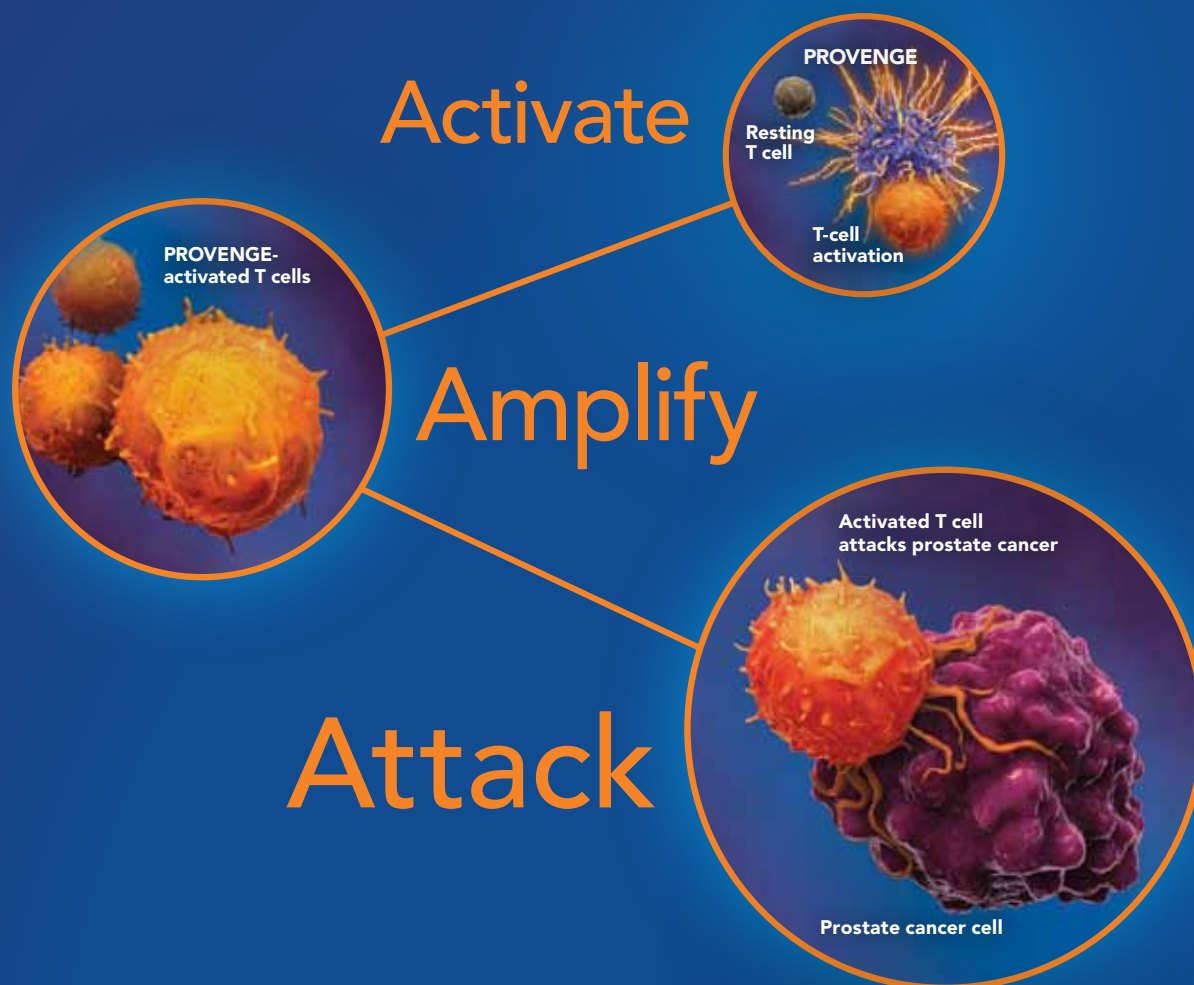 Activate
PROVENGE
Resting
T cell
T-cell
activation
PROVENGE-
activated T cells
Amplify
Activated T cell
attacks prostate cancer
Attack
Prostate cancer cell